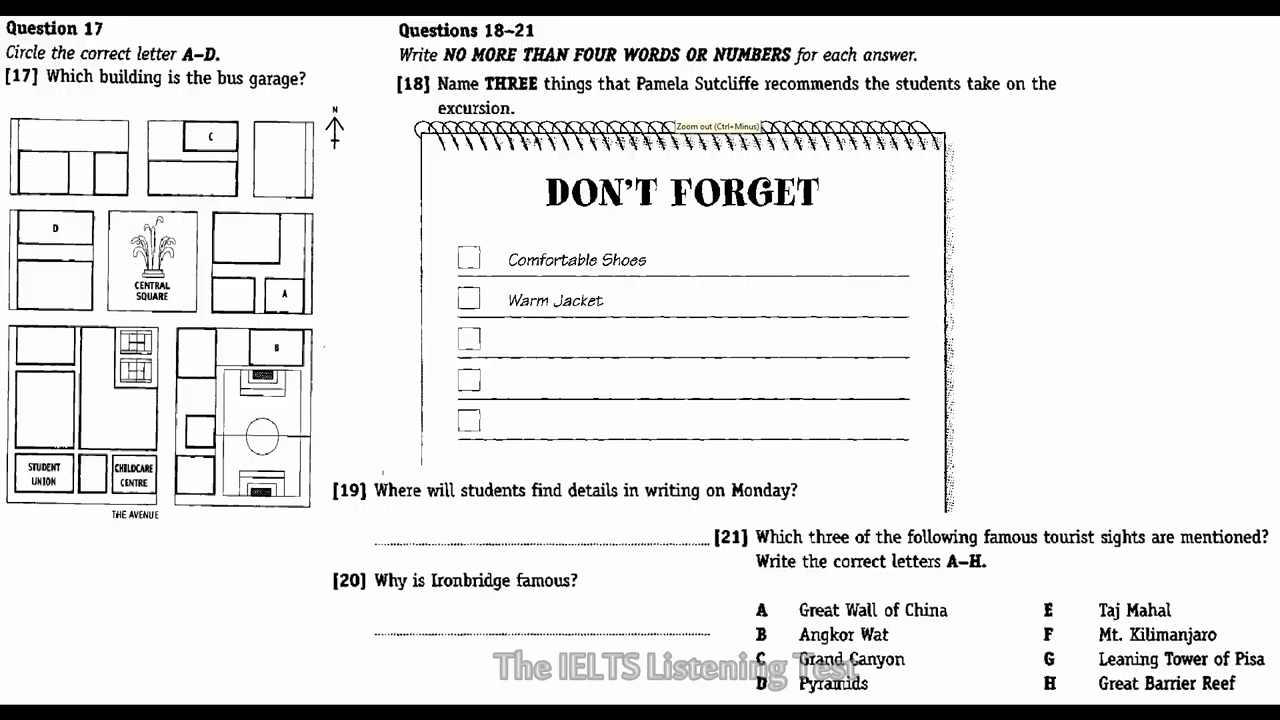 Question 17
Circle the correct letter A–D.
[17] Which building is the bus garage?
N
C
D
CENTRAL
SQUARE
A
B
STUDENT
UNION
CHILDCARE
CENTRE
THE AVENUE
Questions 18–21
Write NO MORE THAN FOUR WORDS OR NUMBERS for each answer.
[18] Name THREE things that Pamela Sutcliffe recommends the students take on the
excursion.
Zoom out (Ctrl+Minus)
DON'T FORGET
Comfortable Shoes
Warm Jacket
[19] Where will students find details in writing on Monday?
[20] Why is Ironbridge famous?
[21] Which three of the following famous tourist sights are mentioned?
Write the correct letters A–H.
A Great Wall of China
B Angkor Wat
C Grand Canyon
D Pyramids
E Taj Mahal
F Mt. Kilimanjaro
G Leaning Tower of Pisa
H Great Barrier Reef
The IELTS Listening Test